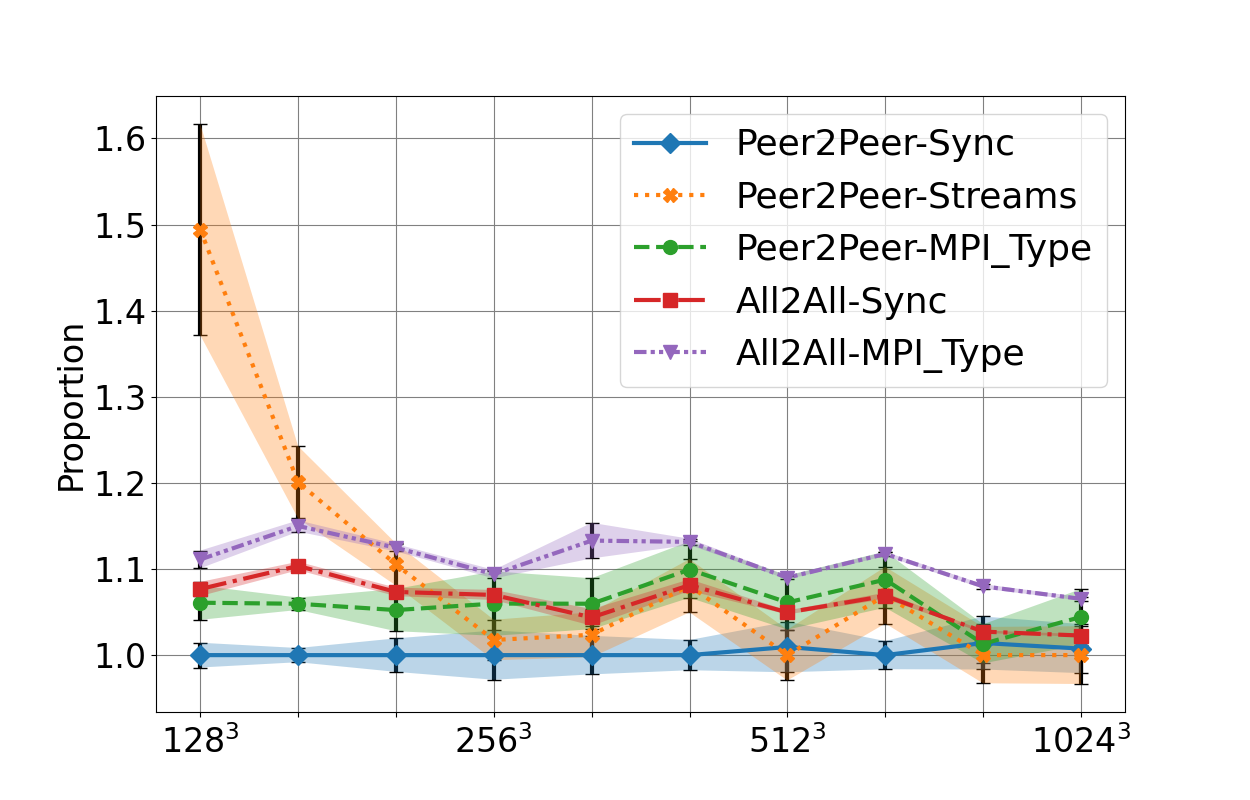 Proportion
1.6
1.5
1.4
1.3
1.2
1.1
1.0
128³
256³
512³
1024³
Peer2Peer-Sync
Peer2Peer-Streams
Peer2Peer-MPI_Type
All2All-Sync
All2All-MPI_Type